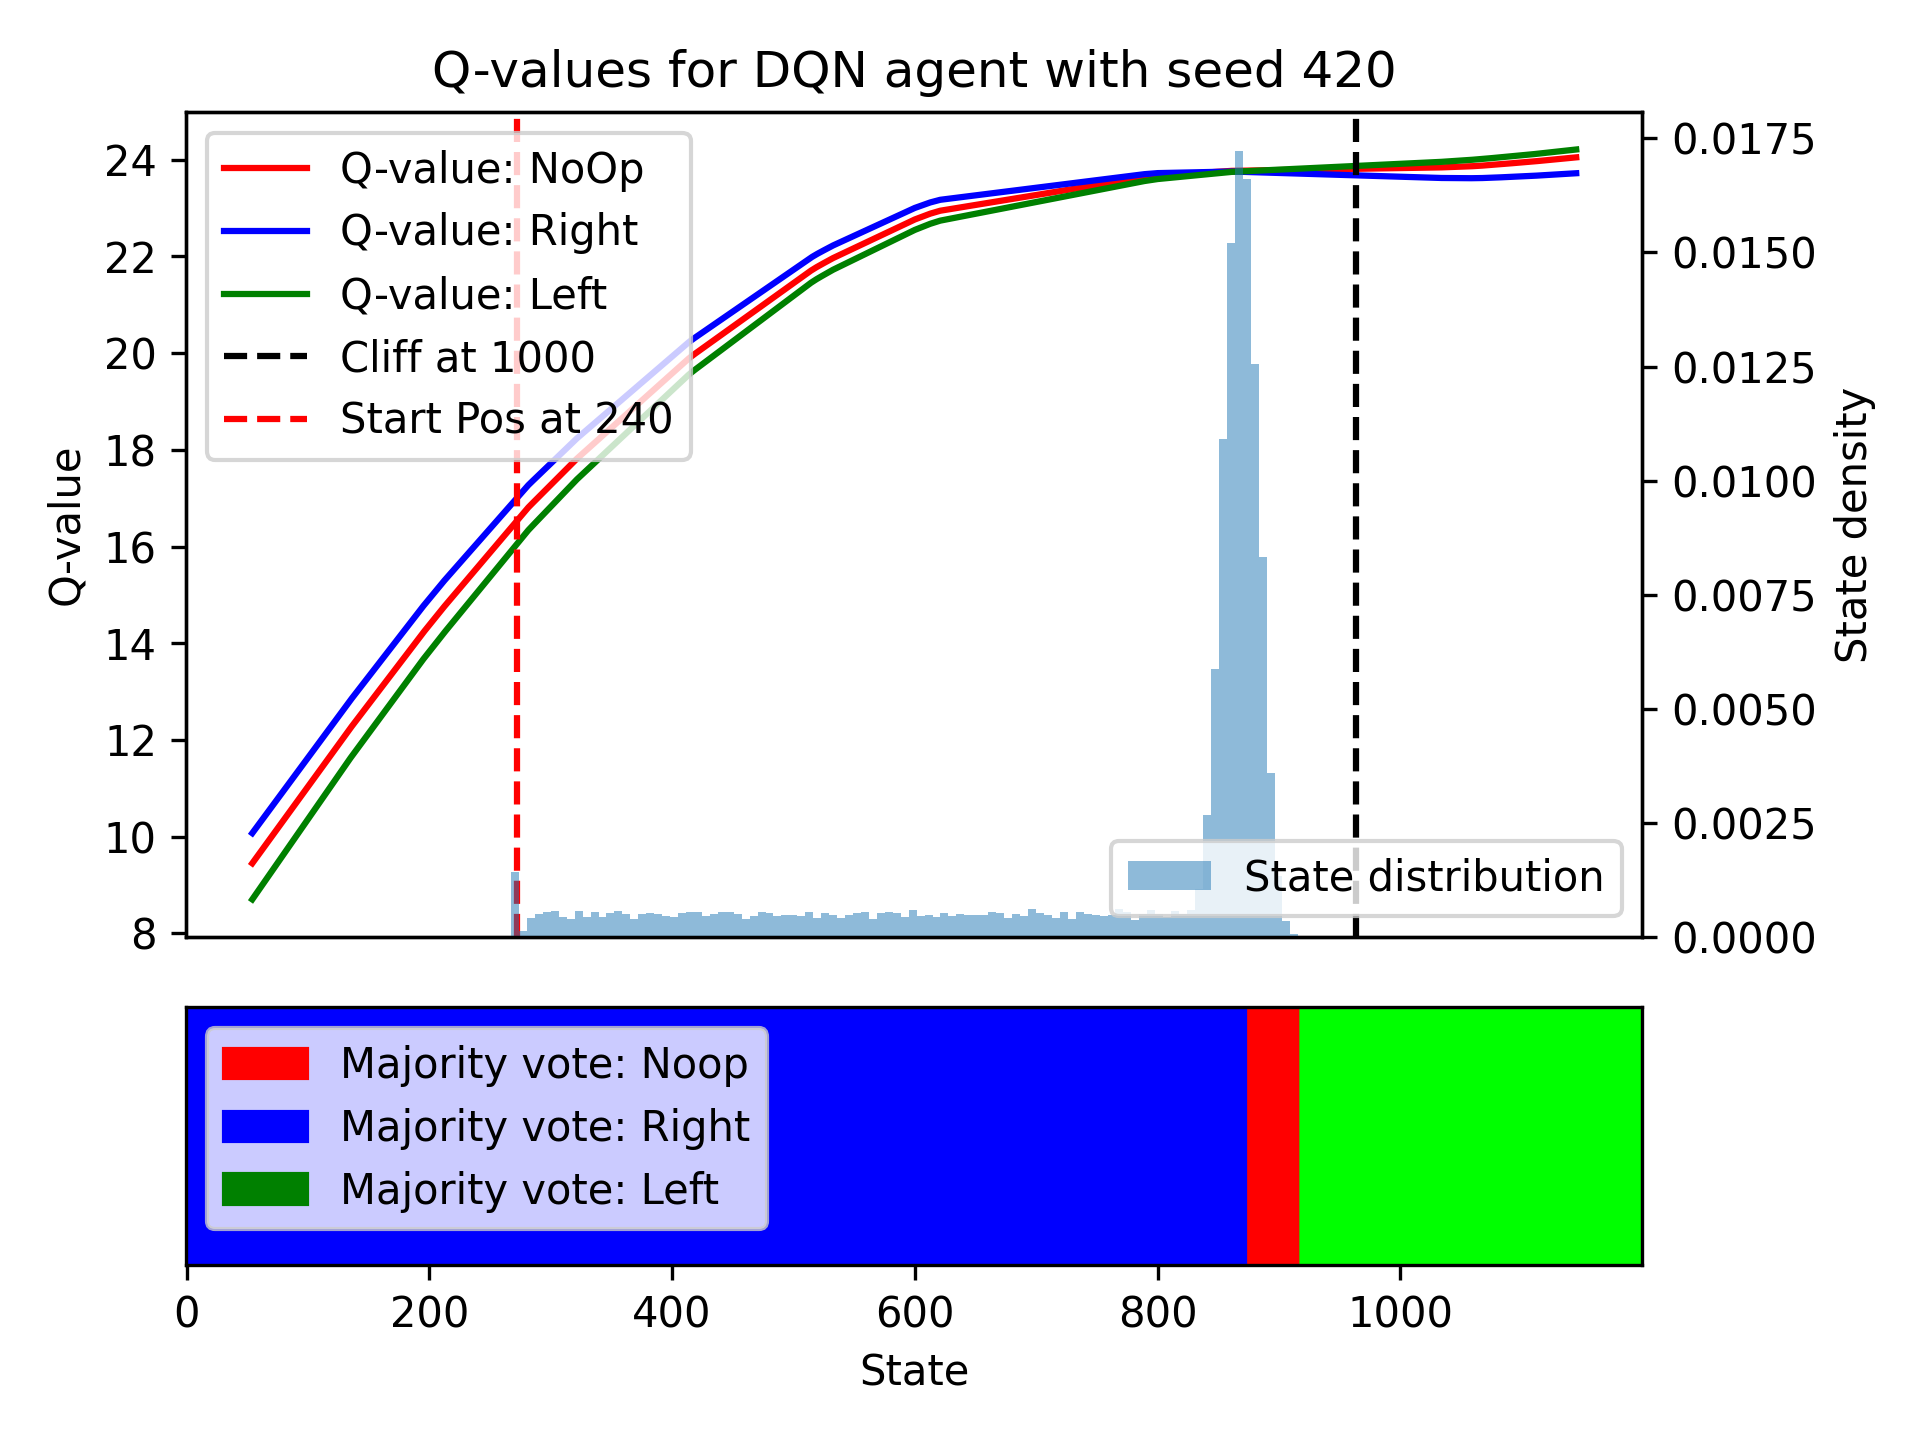 Q-values for DQN agent with seed 420
Q-value: NoOp
Q-value: Right
Q-value: Left
Cliff at 1000
Start Pos at 240
24
22
20
18
16
14
12
10
8
Q-value
0.0175
0.0150
0.0125
0.0100
0.0075
0.0050
0.0025
0.0000
State density
State distribution
Majority vote: Noop
Majority vote: Right
Majority vote: Left
0 200 400 600 800 1000
State